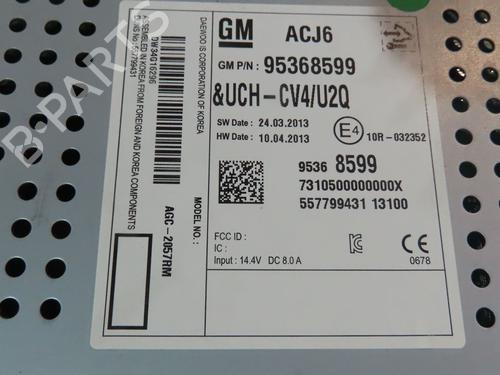 GM ACJ6
GM P/N : 95368599
&UCH-CV4/U2Q
SW Date : 24.03.2013
HW Date : 10.04.2013
E4 10R-032352
9536 8599
7310500000000X
557799431 13100
FCC ID :
IC :
Input : 14.4V DC 8.0 A
0678
DAEWOO IS CORPORATION OF KOREA
MODEL NO.:
AGC-2057RM
ASSEMBLED IN KOREA FROM FOREIGN AND KOREA COMPONENTS
B-Parts